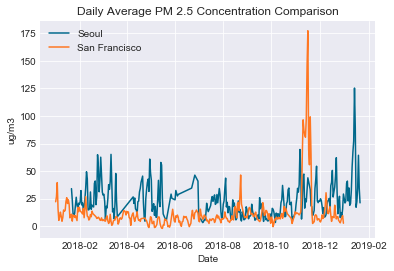 Daily Average PM 2.5 Concentration Comparison
Seoul
San Francisco
175
150
125
100
75
50
25
0
ug/m3
2018-02 2018-04 2018-06 2018-08 2018-10 2018-12 2019-02
Date